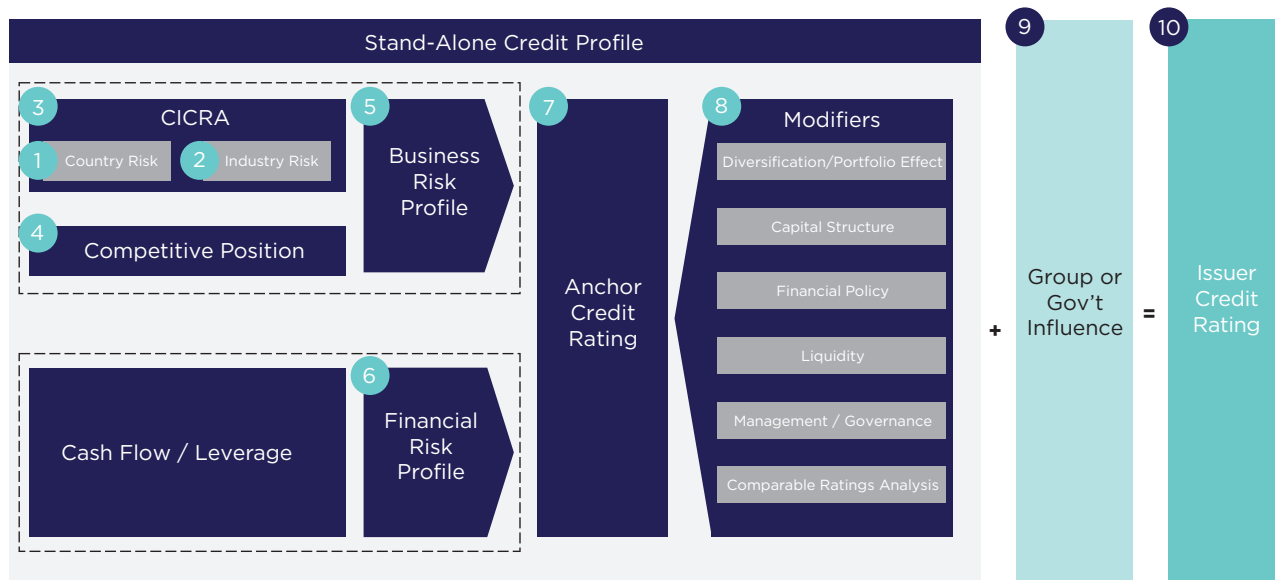 Stand-Alone Credit Profile
3
CICRA
1
Country Risk
2
Industry Risk
4
Competitive Position
5
Business
Risk
Profile
Cash Flow / Leverage
6
Financial
Risk
Profile
7
Anchor
Credit
Rating
8
Modifiers
Diversification/Portfolio Effect
Capital Structure
Financial Policy
Liquidity
Management / Governance
Comparable Ratings Analysis
+
9
Group or
Gov't
Influence
=
10
Issuer
Credit
Rating